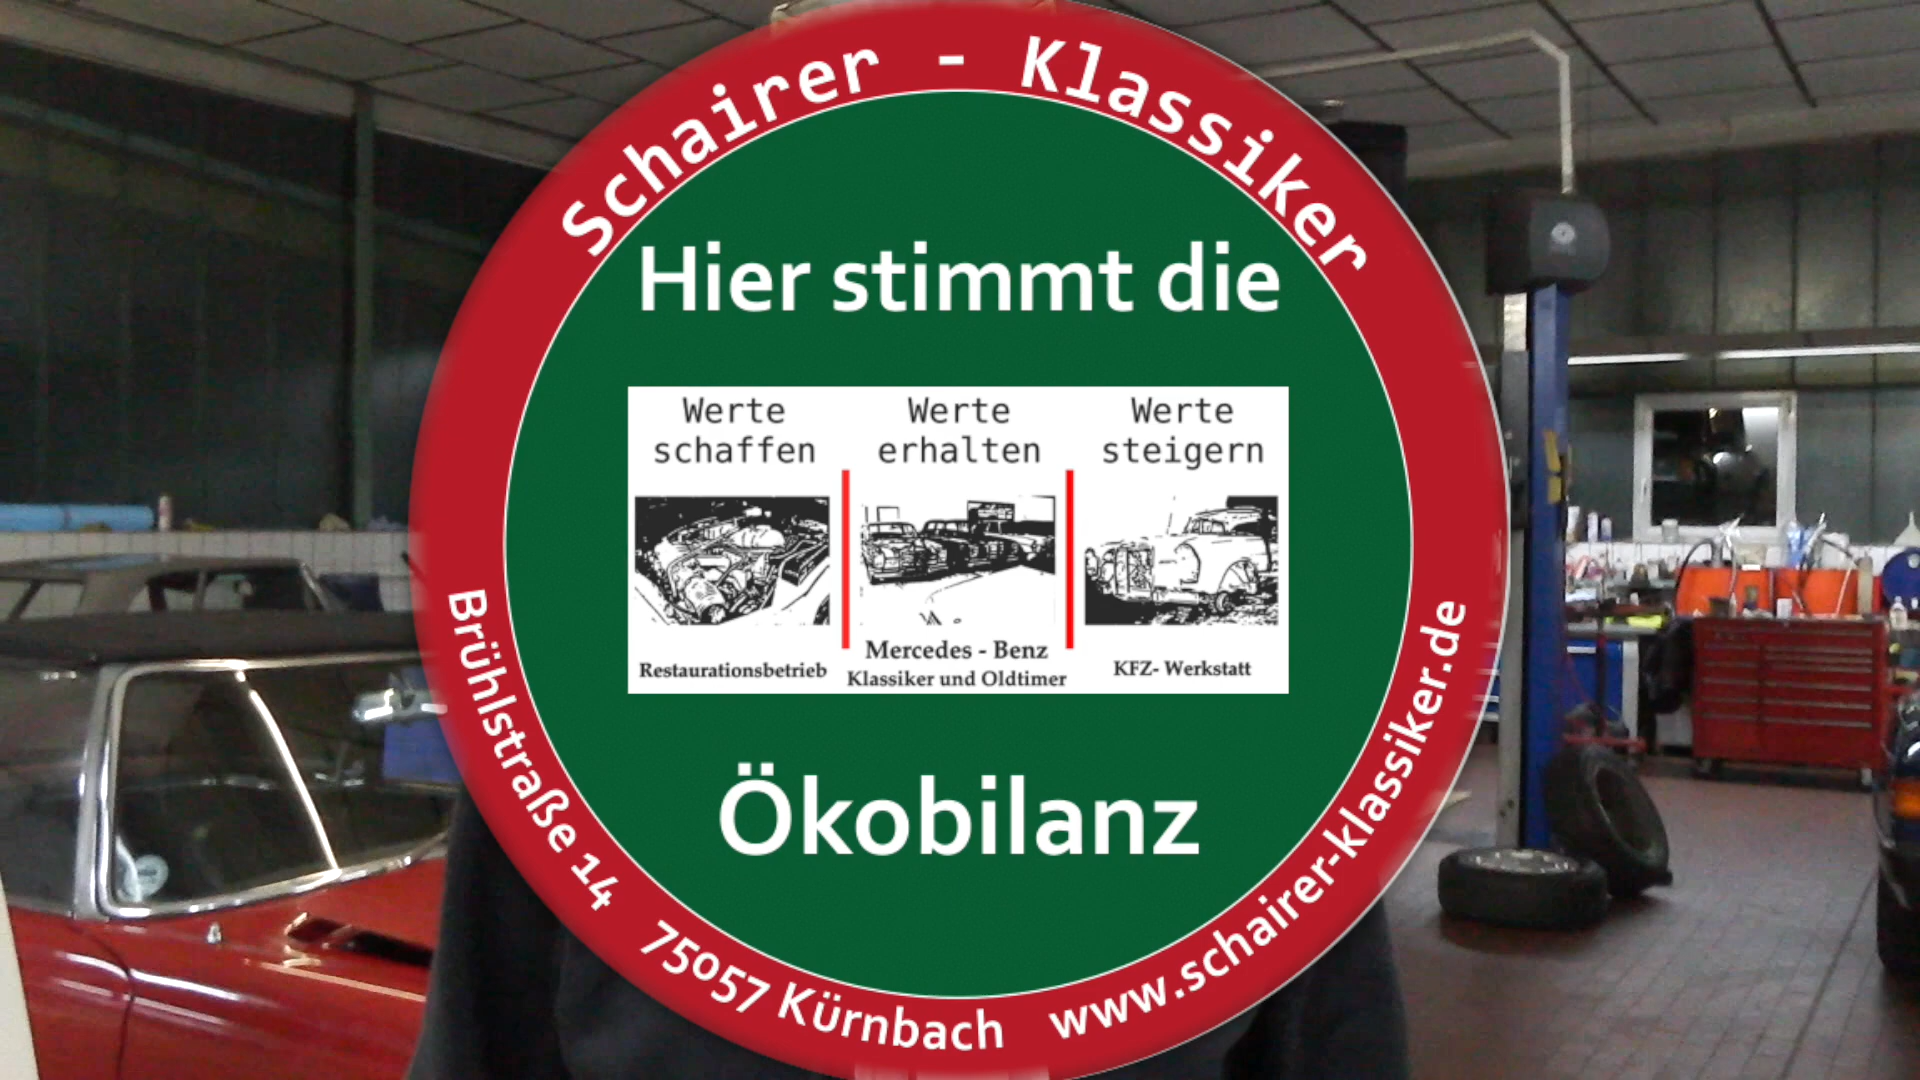 Schairer - Klassiker
Hier stimmt die
Werte schaffen
Werte erhalten
Werte steigern
Restaurationsbetrieb
Mercedes - Benz
Klassiker und Oldtimer
KFZ- Werkstatt
Ökobilanz
Brühlstraße 14 75057 Kürnbach www.schairer-klassiker.de